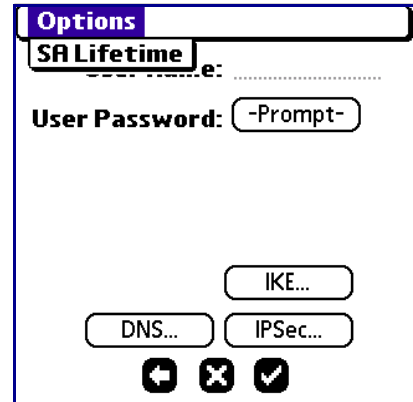 Options
SA Lifetime
User Password: -Prompt-
IKE...
DNS... IPSec...